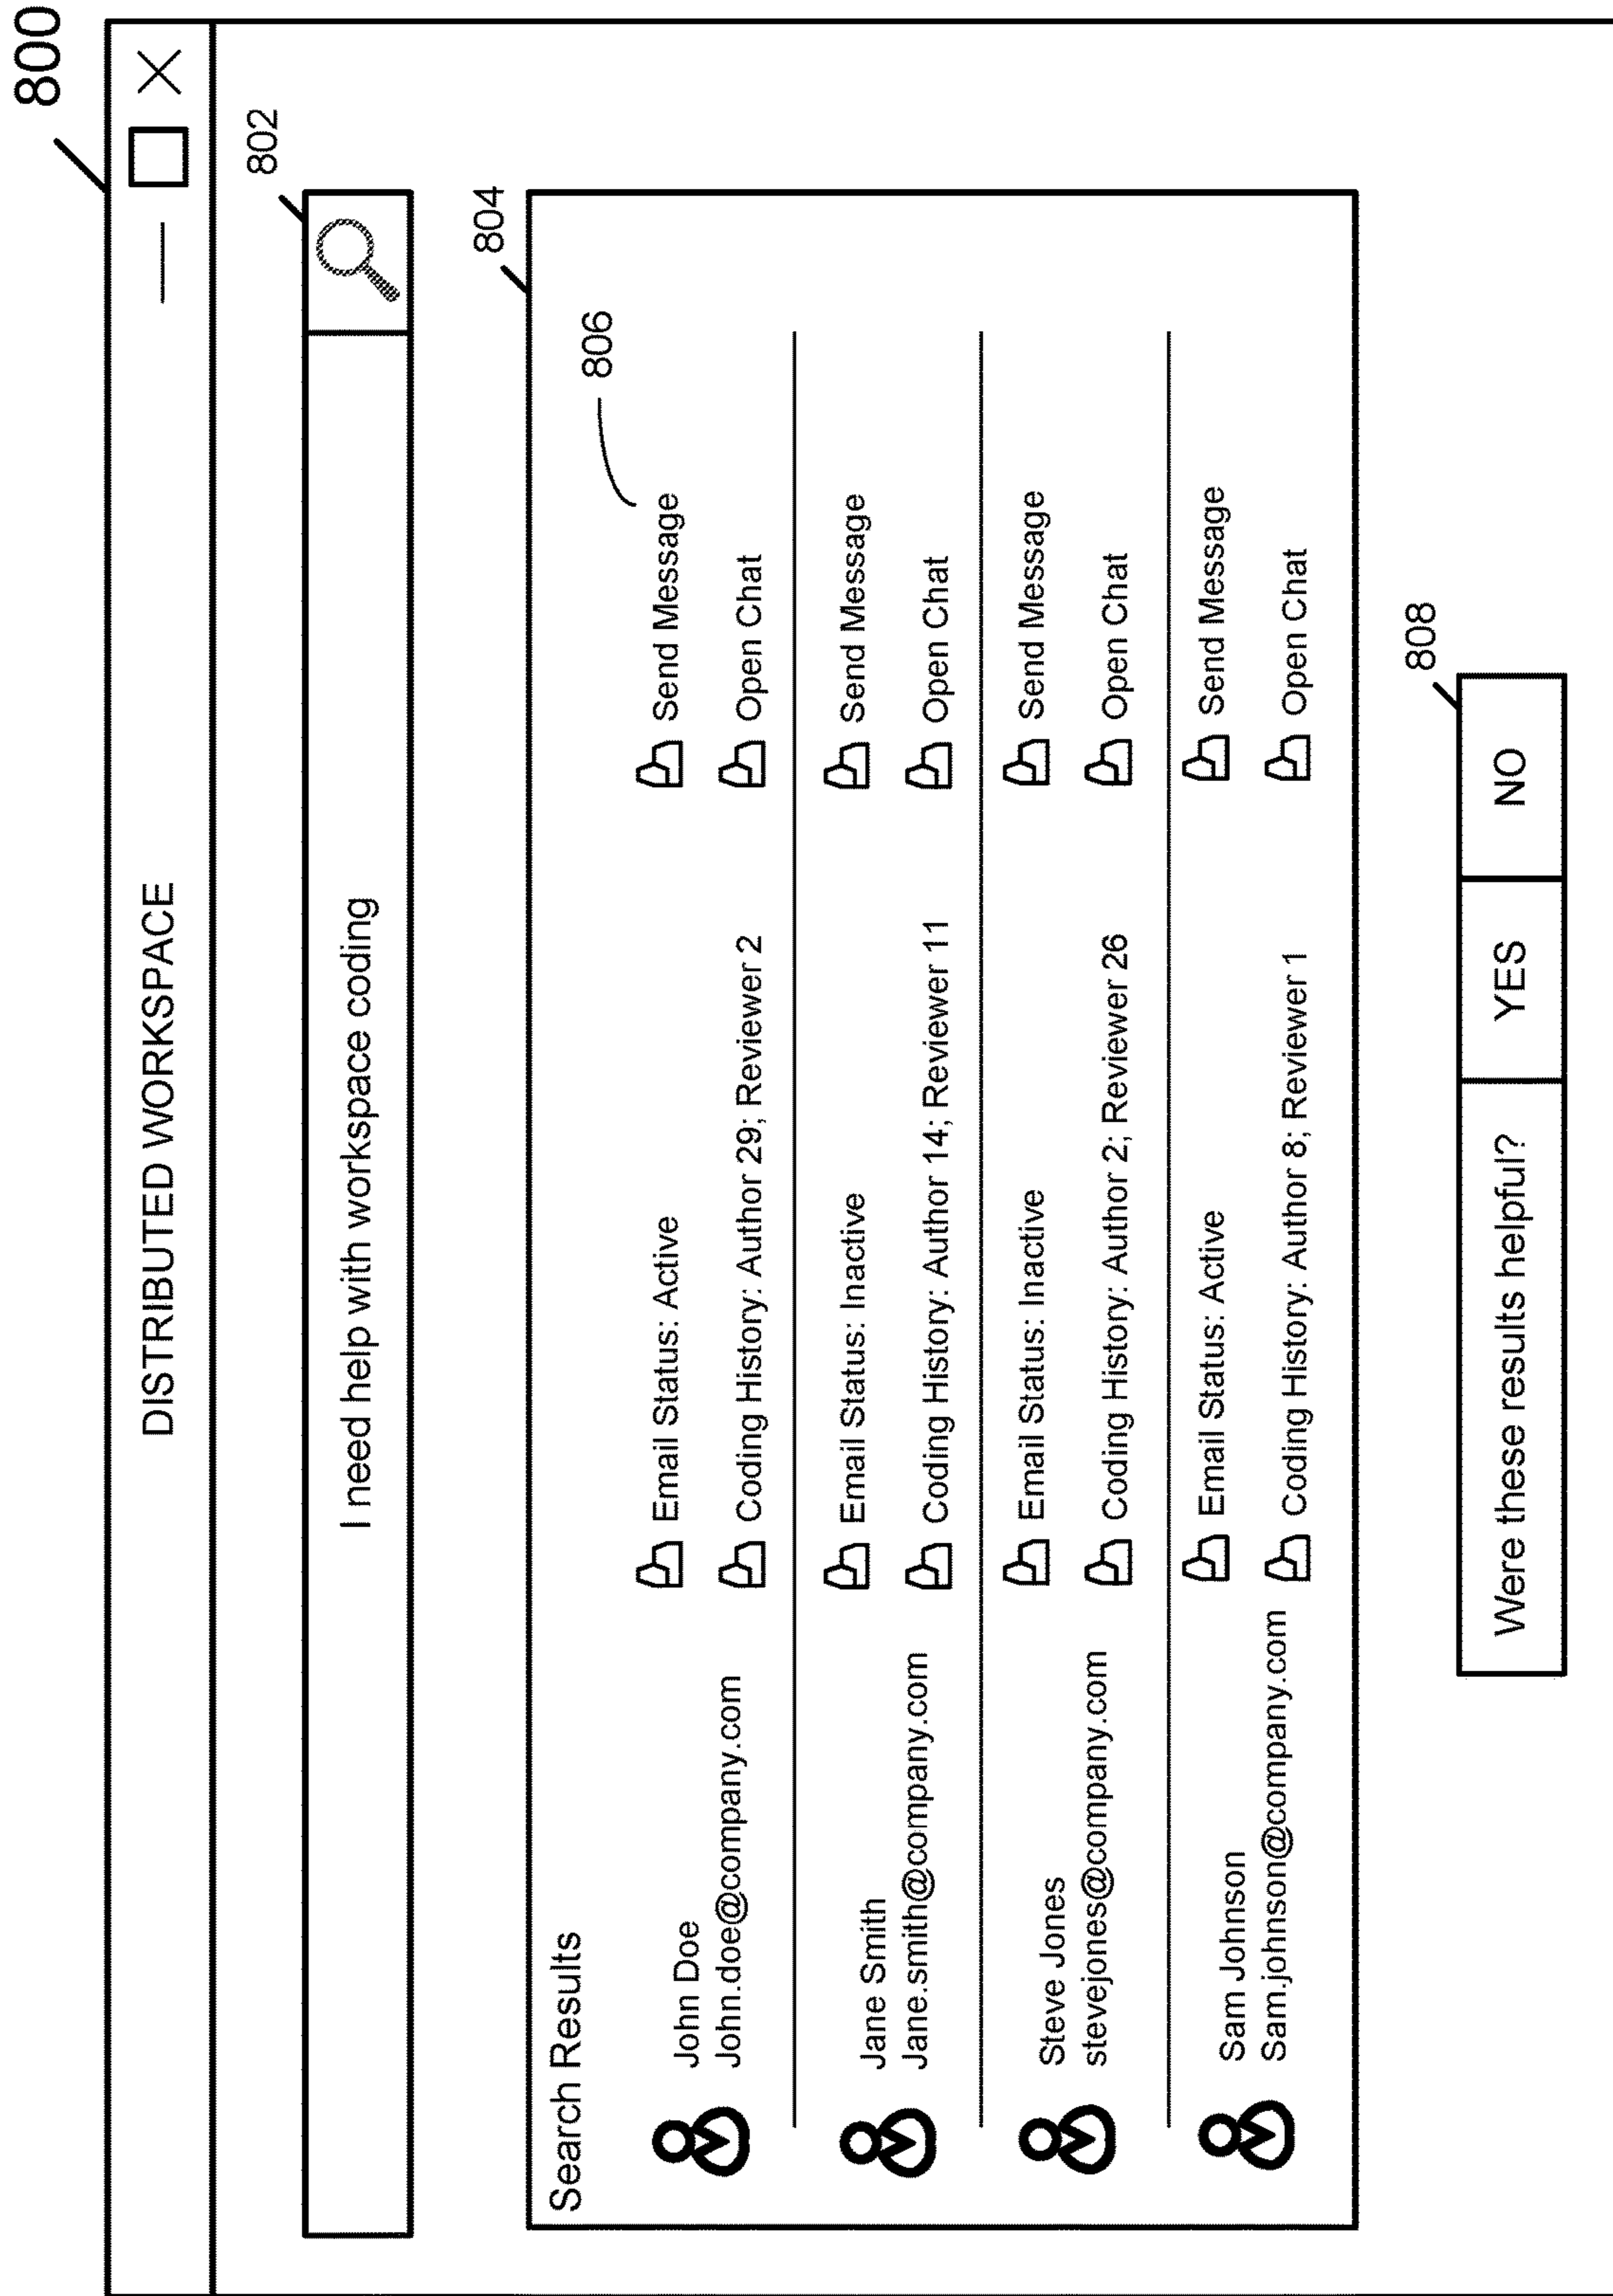 800
DISTRIBUTED WORKSPACE
802
I need help with workspace coding
804
Search Results
806
John Doe
John.doe@company.com
Email Status: Active
Coding History: Author 29; Reviewer 2
Send Message
Open Chat
Jane Smith
Jane.smith@company.com
Email Status: Inactive
Coding History: Author 14; Reviewer 11
Send Message
Open Chat
Steve Jones
stevejones@company.com
Email Status: Inactive
Coding History: Author 2; Reviewer 26
Send Message
Open Chat
Sam Johnson
Sam.johnson@company.com
Email Status: Active
Coding History: Author 8; Reviewer 1
Send Message
Open Chat
808
Were these results helpful?
YES
NO